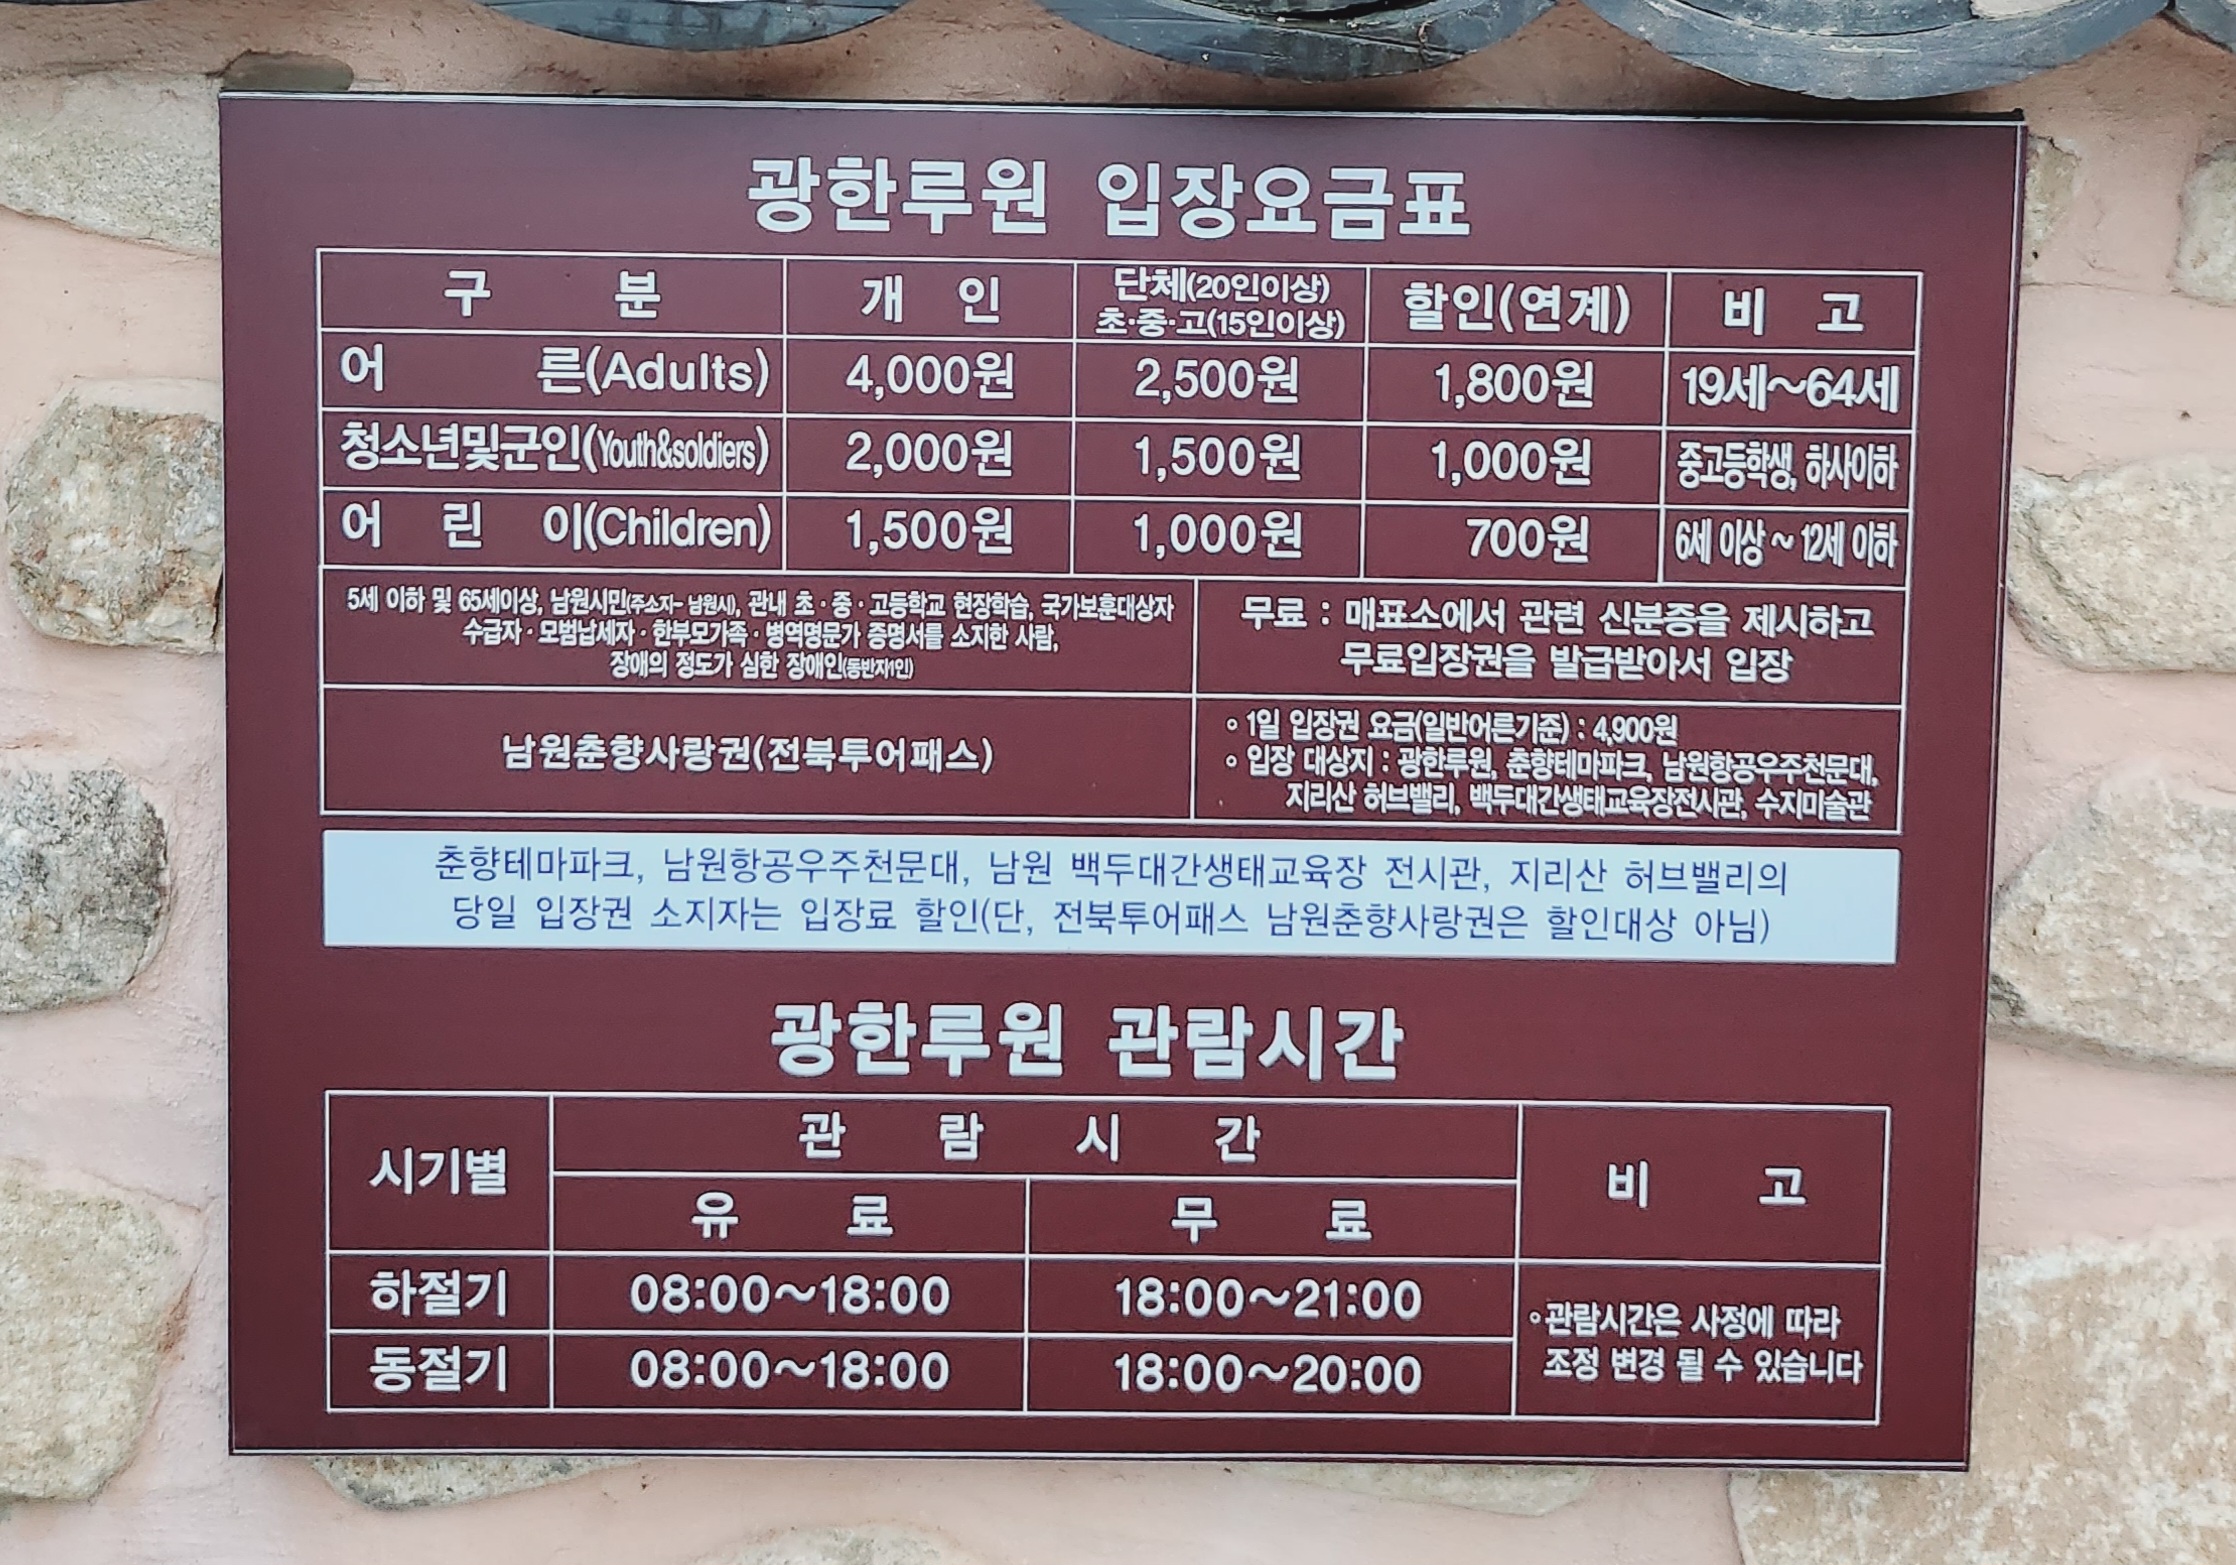 광한루원 입장요금표
구 분 개 인 단체(20인이상) 초·중·고(15인이상) 할인(연계) 비 고
어 른(Adults) 4,000원 2,500원 1,800원 19세~64세
청소년및군인(Youth&soldiers) 2,000원 1,500원 1,000원 중고등학생, 하사이하
어 린 이(Children) 1,500원 1,000원 700원 6세 이상 ~ 12세 이하
5세 이하 및 65세이상, 남원시민(주소지- 남원시), 관내 초·중·고등학교 현장학습, 국가보훈대상자
수급자·모범납세자·한부모가족·병역명문가 증명서를 소지한 사람,
장애의 정도가 심한 장애인(동반자1인)
무료 : 매표소에서 관련 신분증을 제시하고
무료입장권을 발급받아서 입장
남원춘향사랑권(전북투어패스)
○ 1일 입장권 요금(일반어른기준) : 4,900원
○ 입장 대상지 : 광한루원, 춘향테마파크, 남원항공우주천문대,
지리산 허브밸리, 백두대간생태교육장전시관, 수지미술관
춘향테마파크, 남원항공우주천문대, 남원 백두대간생태교육장 전시관, 지리산 허브밸리의
당일 입장권 소지자는 입장료 할인(단, 전북투어패스 남원춘향사랑권은 할인대상 아님)
광한루원 관람시간
시기별 관 람 시 간 비 고
유 료 무 료
하절기 08:00~18:00 18:00~21:00
동절기 08:00~18:00 18:00~20:00
○관람시간은 사정에 따라
조정 변경 될 수 있습니다